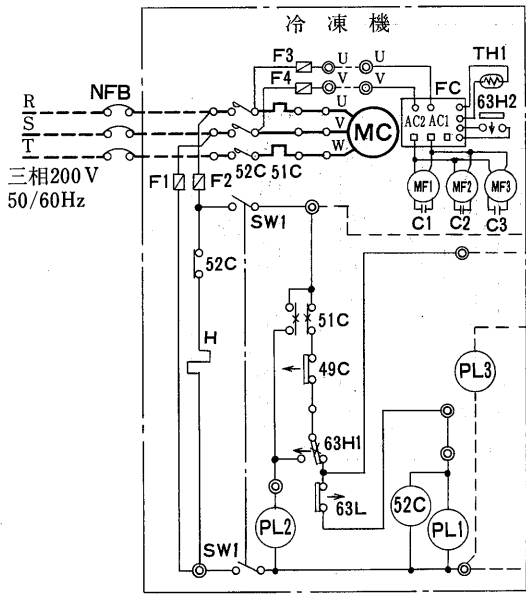 冷凍機
F3 U U
F4 V V
TH1
FC
63H2
NFB
R
S
T
U
V
W
MC
AC2 AC1
三相200V
50/60Hz
F1 F2
52C 51C
MF1 MF2 MF3
C1 C2 C3
SW1
52C
51C
H
49C
PL3
63H1
63L
52C
PL2
PL1
SW1